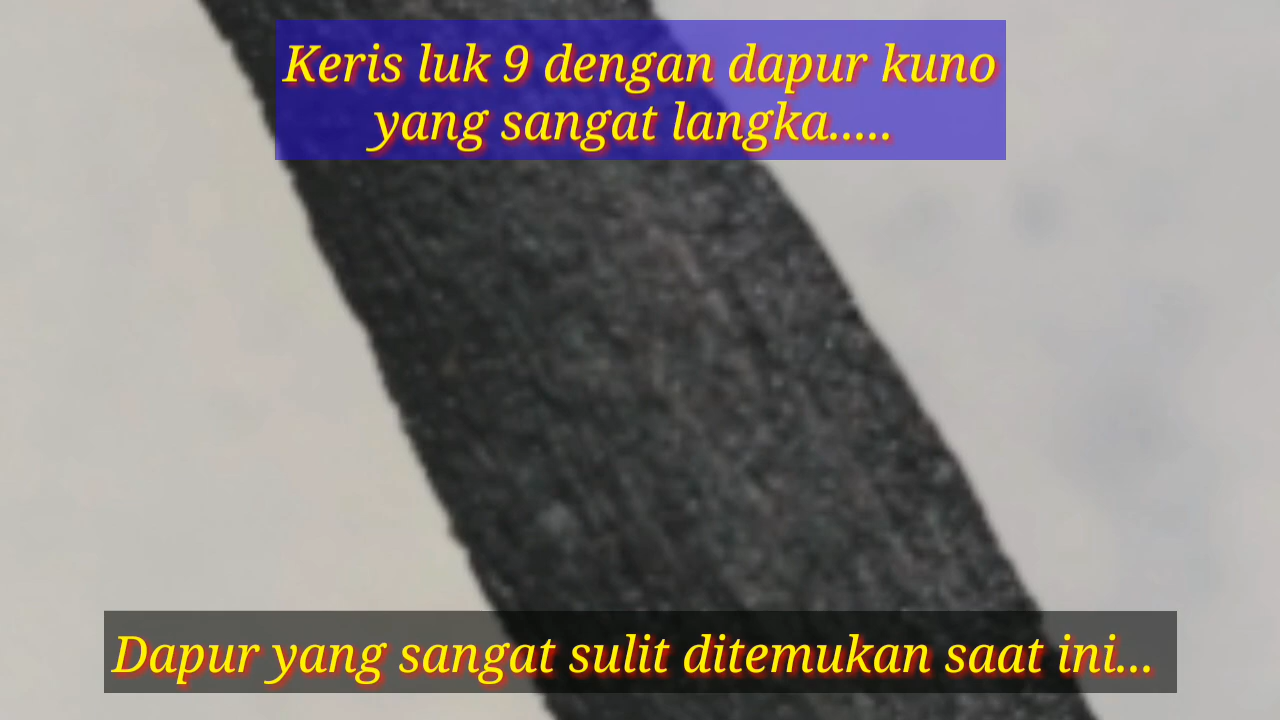 Keris luk 9 dengan dapur kuno
yang sangat langka.....
Dapur yang sangat sulit ditemukan saat ini...